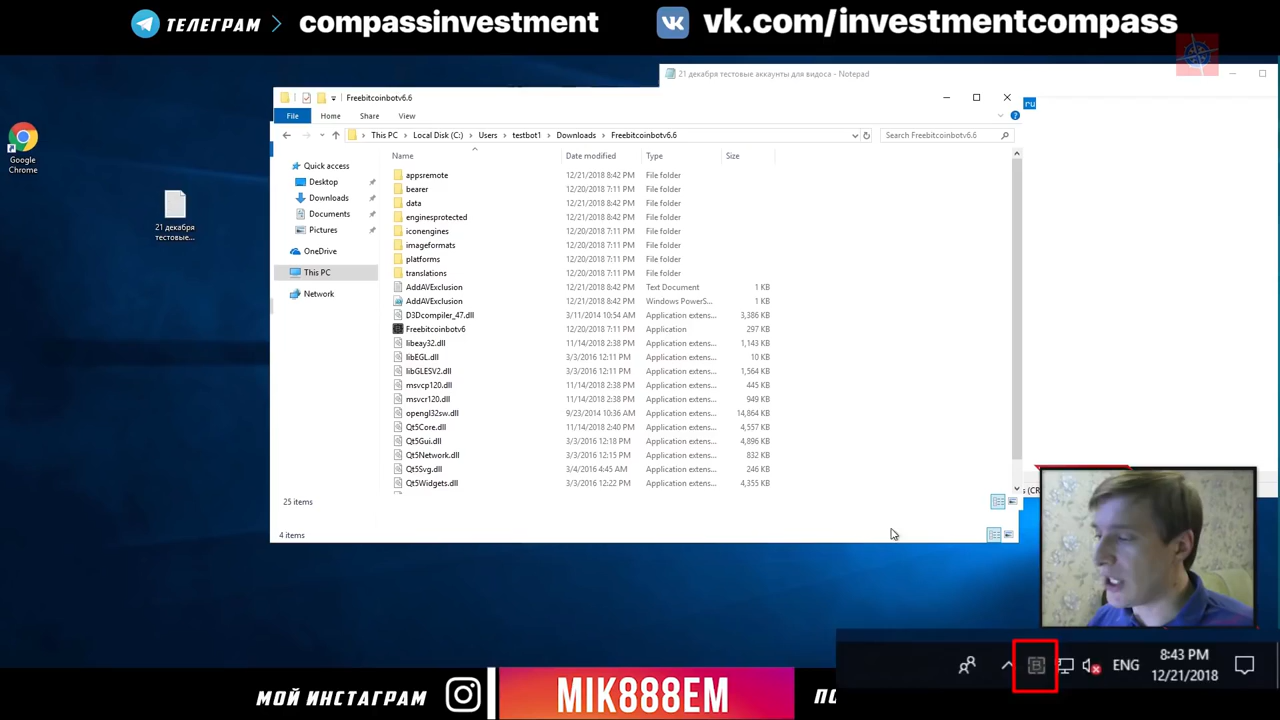 ТЕЛЕГРАМ > compassinvestment
vk.com/investmentcompass
21 декабря тестовые аккаунты для видоса - Notepad
Freebitcoinbotv6.6
File Home Share View
This PC > Local Disk (C:) > Users > testbot1 > Downloads > Freebitcoinbotv6.6
Search Freebitcoinbotv6.6
ru
Google
Chrome
21 декабря
тестовые...
Quick access
Desktop
Downloads
Documents
Pictures
OneDrive
This PC
Network
Name Date modified Type Size
appsremote 12/21/2018 8:42 PM File folder
bearer 12/20/2018 7:11 PM File folder
data 12/21/2018 8:42 PM File folder
enginesprotected 12/21/2018 8:42 PM File folder
iconengines 12/20/2018 7:11 PM File folder
imageformats 12/20/2018 7:11 PM File folder
platforms 12/20/2018 7:11 PM File folder
translations 12/20/2018 7:11 PM File folder
AddAVExclusion 12/21/2018 8:42 PM Text Document 1 KB
AddAVExclusion 12/21/2018 8:42 PM Windows PowerS... 1 KB
D3Dcompiler_47.dll 3/11/2014 10:54 AM Application extens... 3,386 KB
Freebitcoinbotv6 12/20/2018 7:11 PM Application 297 KB
libeay32.dll 11/14/2018 2:38 PM Application extens... 1,143 KB
libEGL.dll 3/3/2016 12:11 PM Application extens... 10 KB
libGLESV2.dll 3/3/2016 12:11 PM Application extens... 1,564 KB
msvcp120.dll 11/14/2018 2:38 PM Application extens... 445 KB
msvcr120.dll 11/14/2018 2:38 PM Application extens... 949 KB
opengl32sw.dll 9/23/2014 10:36 AM Application extens... 14,864 KB
Qt5Core.dll 11/14/2018 2:40 PM Application extens... 4,557 KB
Qt5Gui.dll 3/3/2016 12:18 PM Application extens... 4,896 KB
Qt5Network.dll 3/3/2016 12:15 PM Application extens... 832 KB
Qt5Svg.dll 3/4/2016 4:45 AM Application extens... 246 KB
Qt5Widgets.dll 3/3/2016 12:22 PM Application extens... 4,355 KB
25 items
4 items
s (CR
ENG
8:43 PM
12/21/2018
МОЙ ИНСТАГРАМ
MIK888EM
ПО